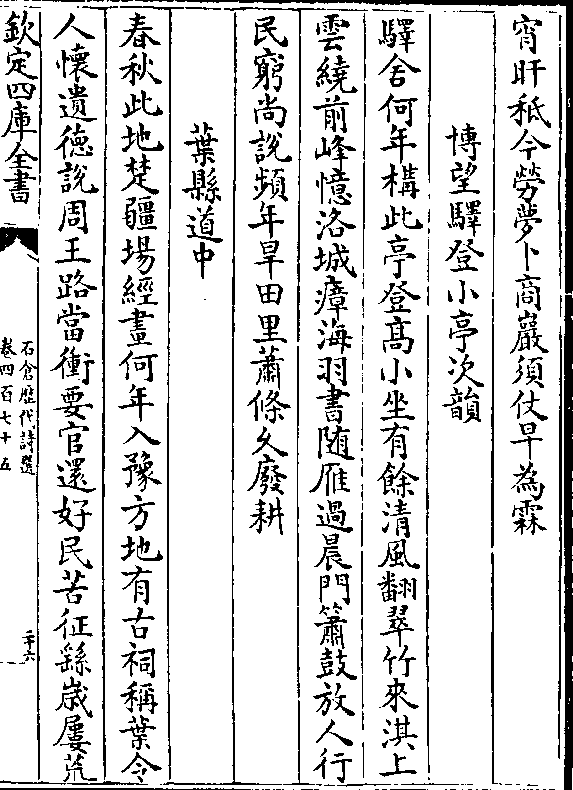 宵旰秪今勞夢卜商巖須仗早為霖
博望驛登小亭次韻
驛舍何年構此亭登髙小坐有餘清風翻翠竹來淇上
雲繞前峰憶洛城瘴海羽書随雁過晨門簫鼓放人行
民窮尚說頻年旱田里蕭條久廢耕
葉縣道中
春秋此地楚疆場經畫何年入豫方地有古祠稱葉令
人懷遺德說周王路當衝要官還好民苦征繇嵗屢荒
欽定四庫全書
石倉歴代詩選
卷四百七十五
二十六